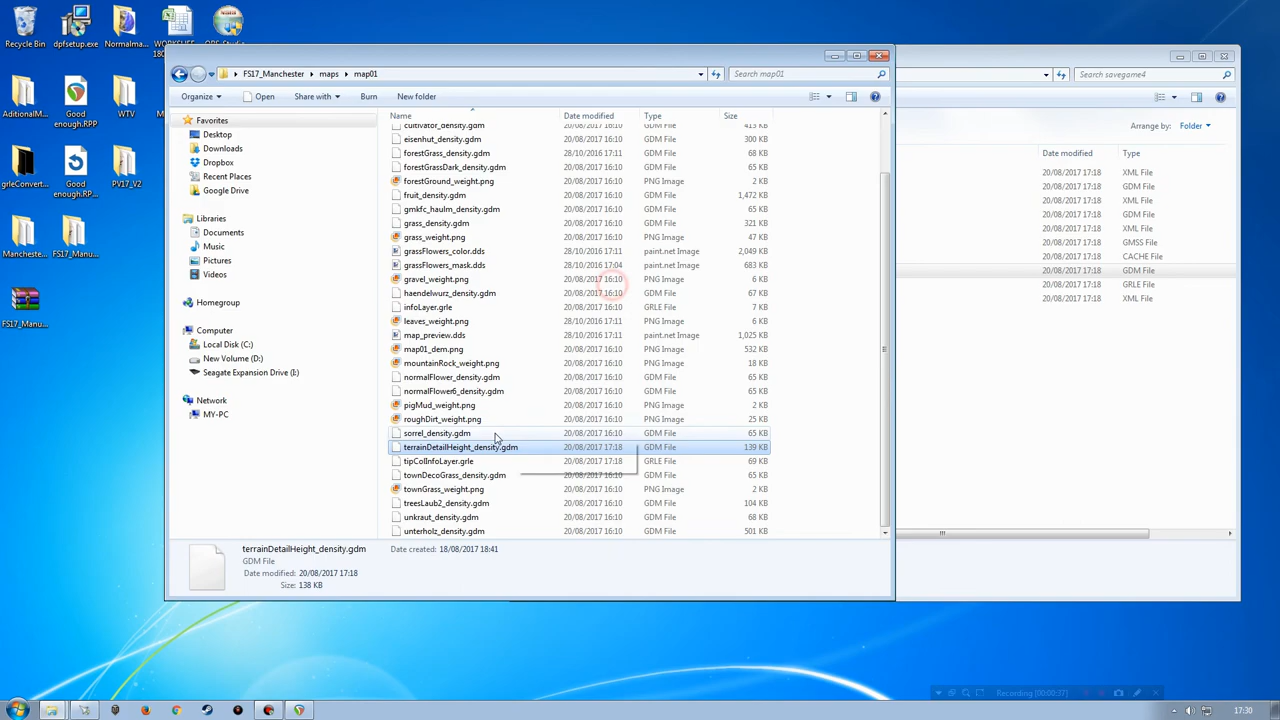 Recycle Bin
dpfsetup.exe
Normalma...
WORKSHEE...
OBS Studio
180
FS17_Manchester ▸ maps ▸ map01
Search map01
Search savegame4
Organize
Open
Share with
Burn
New folder
AditionalM...
Good enough.RPP
WTV
grleConvert...
Good enough.RP...
PV17_V2
Mancheste...
FS17_Manu...
FS17_Manu...
Favorites
Desktop
Downloads
Dropbox
Recent Places
Google Drive
Libraries
Documents
Music
Pictures
Videos
Homegroup
Computer
Local Disk (C:)
New Volume (D:)
Seagate Expansion Drive (I:)
Network
MY-PC
Name Date modified Type Size
cultivator_density.gdm 20/08/2017 16:10 GDM File 415 KB
eisenhut_density.gdm 20/08/2017 16:10 GDM File 300 KB
forestGrass_density.gdm 28/10/2016 17:11 GDM File 68 KB
forestGrassDark_density.gdm 20/08/2017 16:10 GDM File 65 KB
forestGround_weight.png 20/08/2017 16:10 PNG Image 2 KB
fruit_density.gdm 20/08/2017 16:10 GDM File 1,472 KB
gmkfc_haulm_density.gdm 20/08/2017 16:10 GDM File 65 KB
grass_density.gdm 20/08/2017 16:10 GDM File 321 KB
grass_weight.png 20/08/2017 16:10 PNG Image 47 KB
grassFlowers_color.dds 28/10/2016 17:11 paint.net Image 2,049 KB
grassFlowers_mask.dds 28/10/2016 17:04 paint.net Image 683 KB
gravel_weight.png 20/08/2017 16:10 PNG Image 6 KB
haendelwurz_density.gdm 20/08/2017 16:10 GDM File 67 KB
infoLayer.grle 20/08/2017 16:10 GRLE File 7 KB
leaves_weight.png 28/10/2016 17:11 PNG Image 6 KB
map_preview.dds 28/10/2016 17:11 paint.net Image 1,025 KB
map01_dem.png 20/08/2017 16:10 PNG Image 532 KB
mountainRock_weight.png 20/08/2017 16:10 PNG Image 18 KB
normalFlower_density.gdm 20/08/2017 16:10 GDM File 65 KB
normalFlower6_density.gdm 20/08/2017 16:10 GDM File 65 KB
pigMud_weight.png 20/08/2017 16:10 PNG Image 2 KB
roughDirt_weight.png 20/08/2017 16:10 PNG Image 25 KB
sorrel_density.gdm 20/08/2017 16:10 GDM File 65 KB
terrainDetailHeight_density.gdm 20/08/2017 17:18 GDM File 139 KB
tipColInfoLayer.grle 20/08/2017 17:18 GRLE File 69 KB
townDecoGrass_density.gdm 20/08/2017 16:10 GDM File 65 KB
townGrass_weight.png 20/08/2017 16:10 PNG Image 2 KB
treesLaub2_density.gdm 20/08/2017 16:10 GDM File 104 KB
unkraut_density.gdm 20/08/2017 16:10 GDM File 68 KB
unterholz_density.gdm 20/08/2017 16:10 GDM File 501 KB
terrainDetailHeight_density.gdm Date created: 18/08/2017 18:41
GDM File
Date modified: 20/08/2017 17:18
Size: 138 KB
Arrange by: Folder
Date modified Type
20/08/2017 17:18 XML File
20/08/2017 17:18 GDM File
20/08/2017 17:18 XML File
20/08/2017 17:18 GDM File
20/08/2017 17:18 XML File
20/08/2017 17:18 GMSS File
20/08/2017 17:18 CACHE File
20/08/2017 17:18 GDM File
20/08/2017 17:18 GRLE File
20/08/2017 17:18 XML File
Recording [00:00:37]
17:30